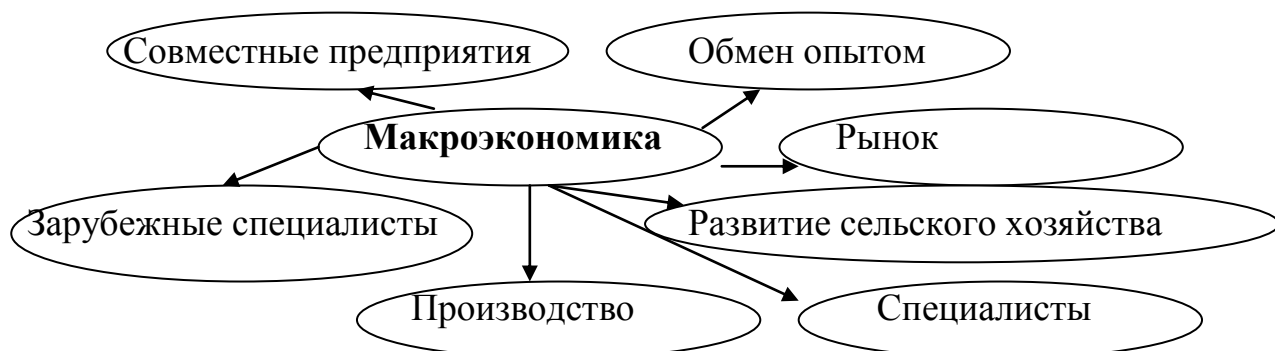 Совместные предприятия
Обмен опытом
Макроэкономика
Рынок
Зарубежные специалисты
Развитие сельского хозяйства
Производство
Специалисты